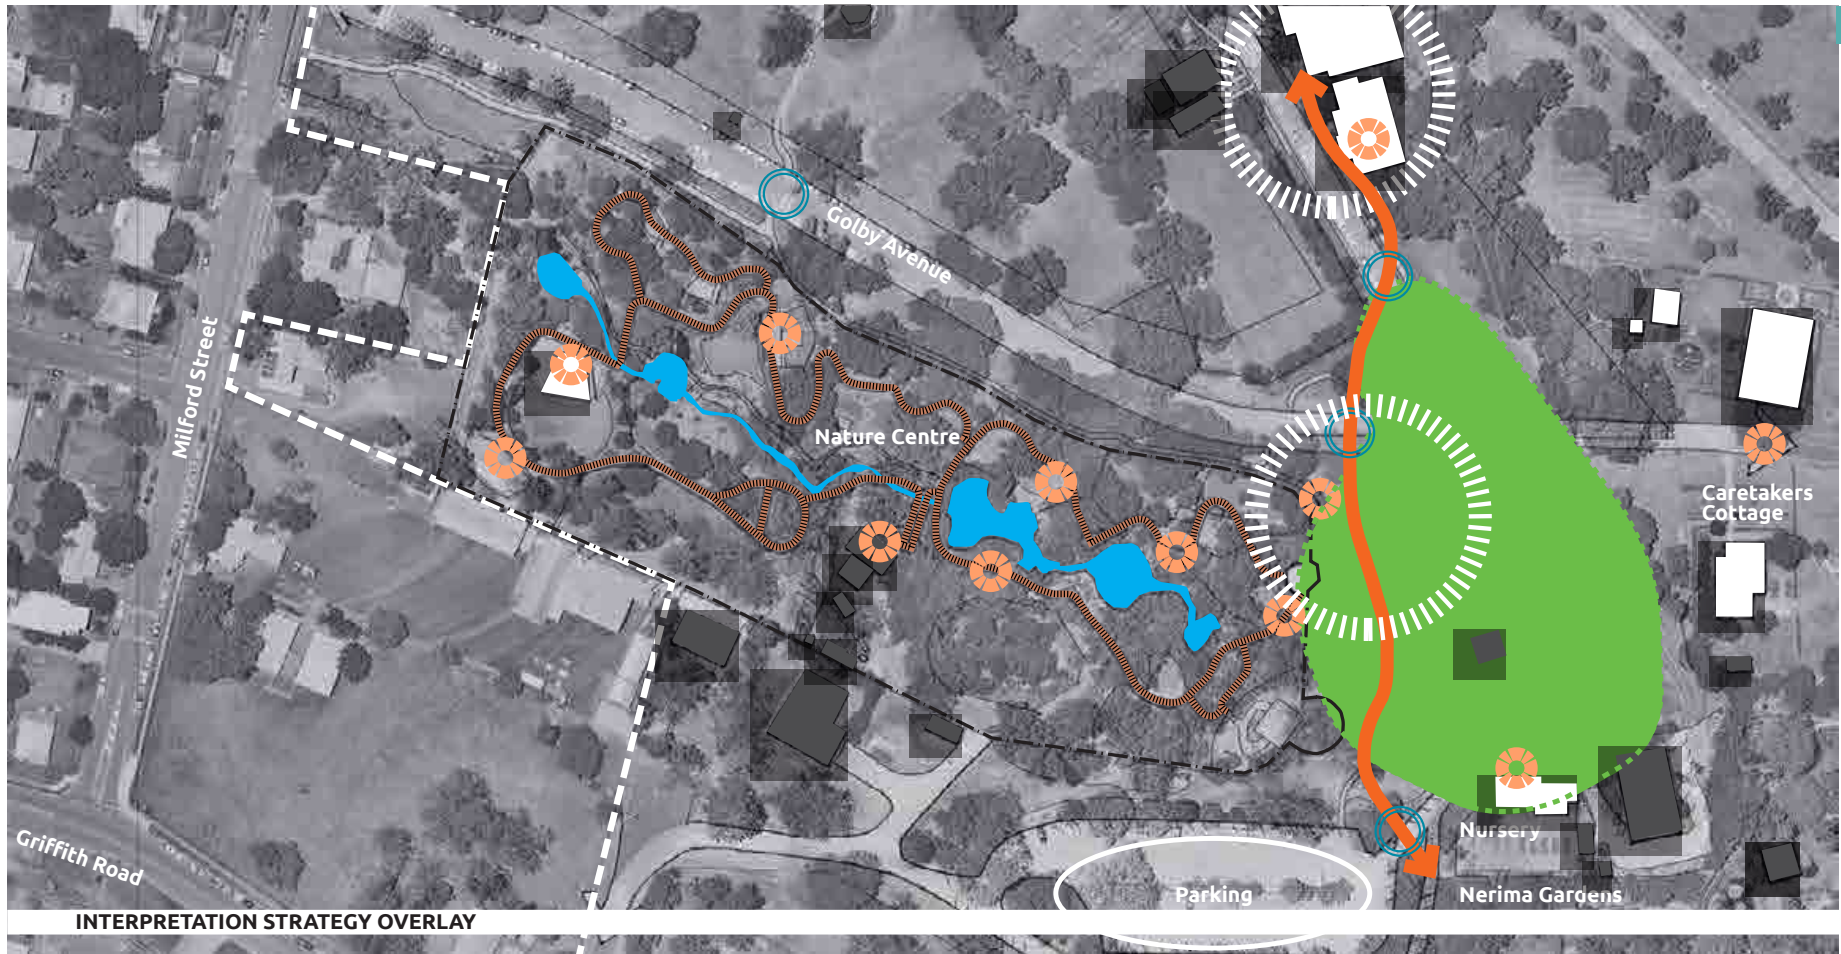 Golby Avenue
Milford Street
Nature Centre
Caretakers
Cottage
Nursery
Griffith Road
Parking
Nerima Gardens
INTERPRETATION STRATEGY OVERLAY